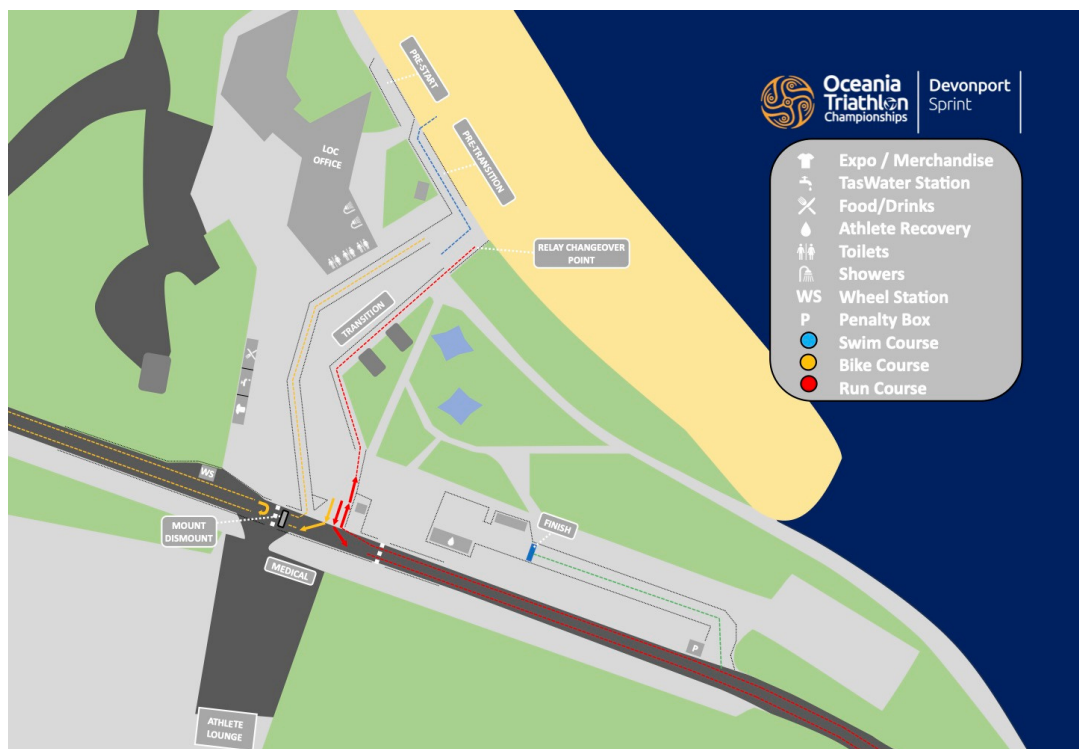 PRE-START
LOC
OFFICE
PRE-TRANSITION
RELAY CHANGEOVER
POINT
TRANSITION
WS
MOUNT
DISMOUNT
MEDICAL
FINISH
P
ATHLETE
LOUNGE
Oceania
Triathlon
Championships
Devonport
Sprint
Expo / Merchandise
TasWater Station
Food/Drinks
Athlete Recovery
Toilets
Showers
WS Wheel Station
P Penalty Box
Swim Course
Bike Course
Run Course